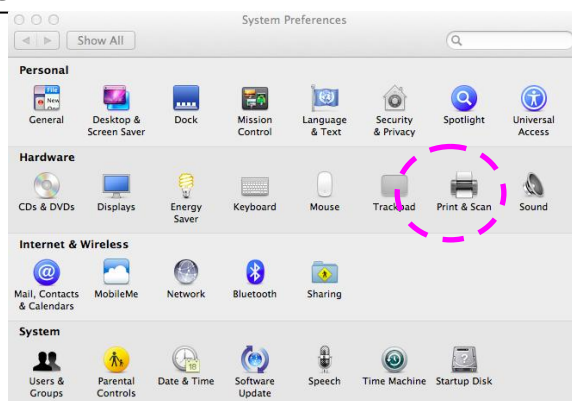 System Preferences
Show All
Personal
General
Desktop & Screen Saver
Dock
Mission Control
Language & Text
Security & Privacy
Spotlight
Universal Access
Hardware
CDs & DVDs
Displays
Energy Saver
Keyboard
Mouse
Trackpad
Print & Scan
Sound
Internet & Wireless
Mail, Contacts & Calendars
MobileMe
Network
Bluetooth
Sharing
System
Users & Groups
Parental Controls
Date & Time
Software Update
Speech
Time Machine
Startup Disk